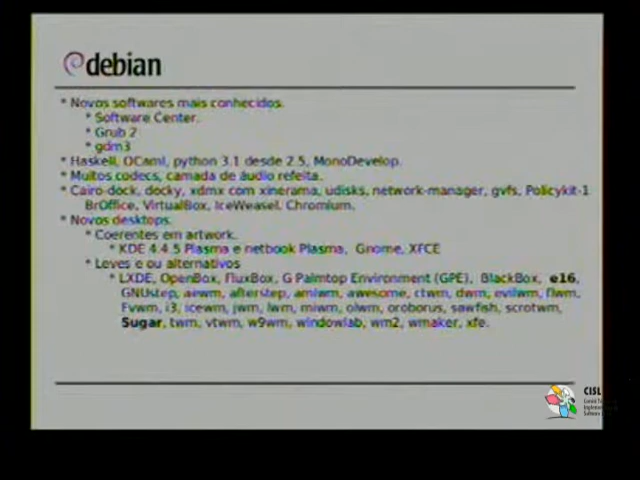 debian
* Novos softwares mais conhecidos.
* Software Center.
* Grub 2
* gdm3
* Haskell, OCaml, python 3.1 desde 2.5, MonoDevelop.
* Muitos codecs, camada de áudio refeita.
* Cairo-dock, docky, xdmx com xinerama, udisks, network-manager, gvfs, Policykit-1
BrOffice, VirtualBox, IceWeasel, Chromium.
* Novos desktops.
* Coerentes em artwork.
* KDE 4.4.5 Plasma e netbook Plasma, Gnome, XFCE
* Leves e ou alternativos
* LXDE, OpenBox, FluxBox, G Palmtop Environment (GPE), BlackBox, e16,
GNUstep, aewm, afterstep, amiwm, awesome, ctwm, dwm, evilwm, flwm,
Fvwm, i3, icewm, jwm, lwm, miwm, olwm, oroborus, sawfish, scrotwm,
Sugar, twm, vtwm, w9wm, windowlab, wm2, wmaker, xfe.
CISL